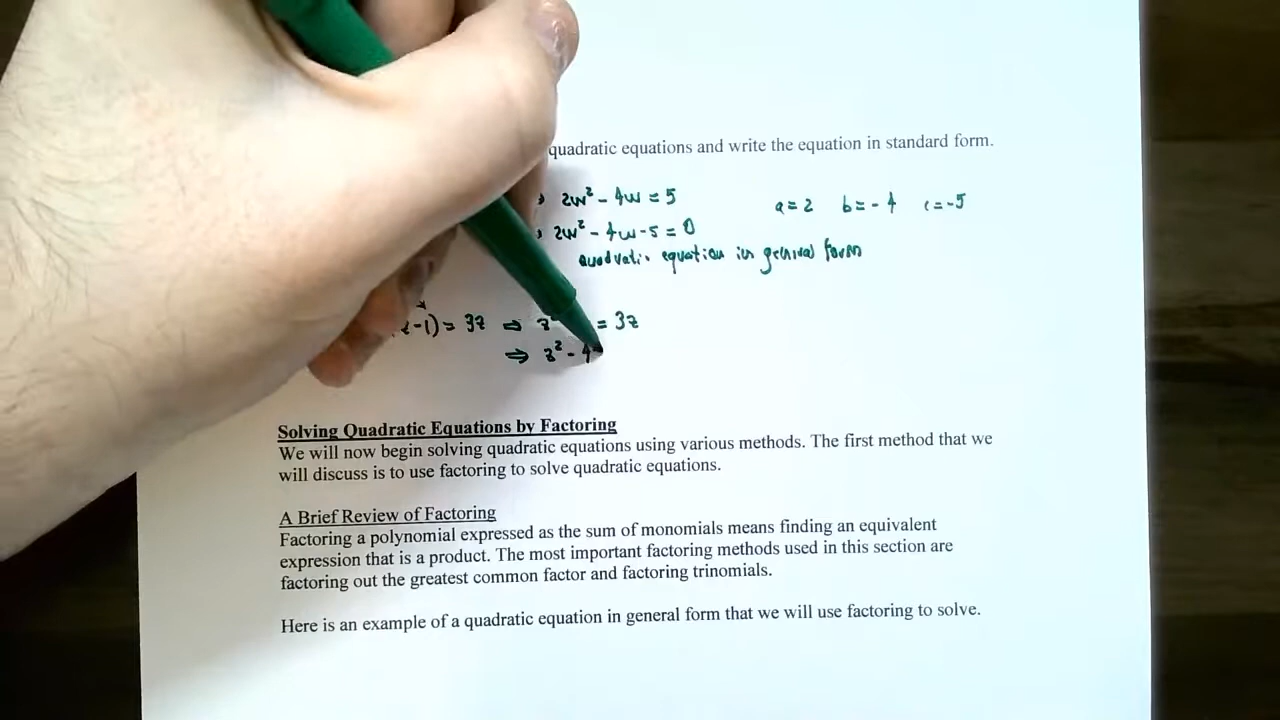 quadratic equations and write the equation in standard form.
2w² - 4w = 5 a = 2 b = -4 c = -5
2w² - 4w - 5 = 0
equation in general form
-1) = 3z ⇒ = 3z
⇒ z² - 4
Solving Quadratic Equations by Factoring
We will now begin solving quadratic equations using various methods. The first method that we
will discuss is to use factoring to solve quadratic equations.
A Brief Review of Factoring
Factoring a polynomial expressed as the sum of monomials means finding an equivalent
expression that is a product. The most important factoring methods used in this section are
factoring out the greatest common factor and factoring trinomials.
Here is an example of a quadratic equation in general form that we will use factoring to solve.